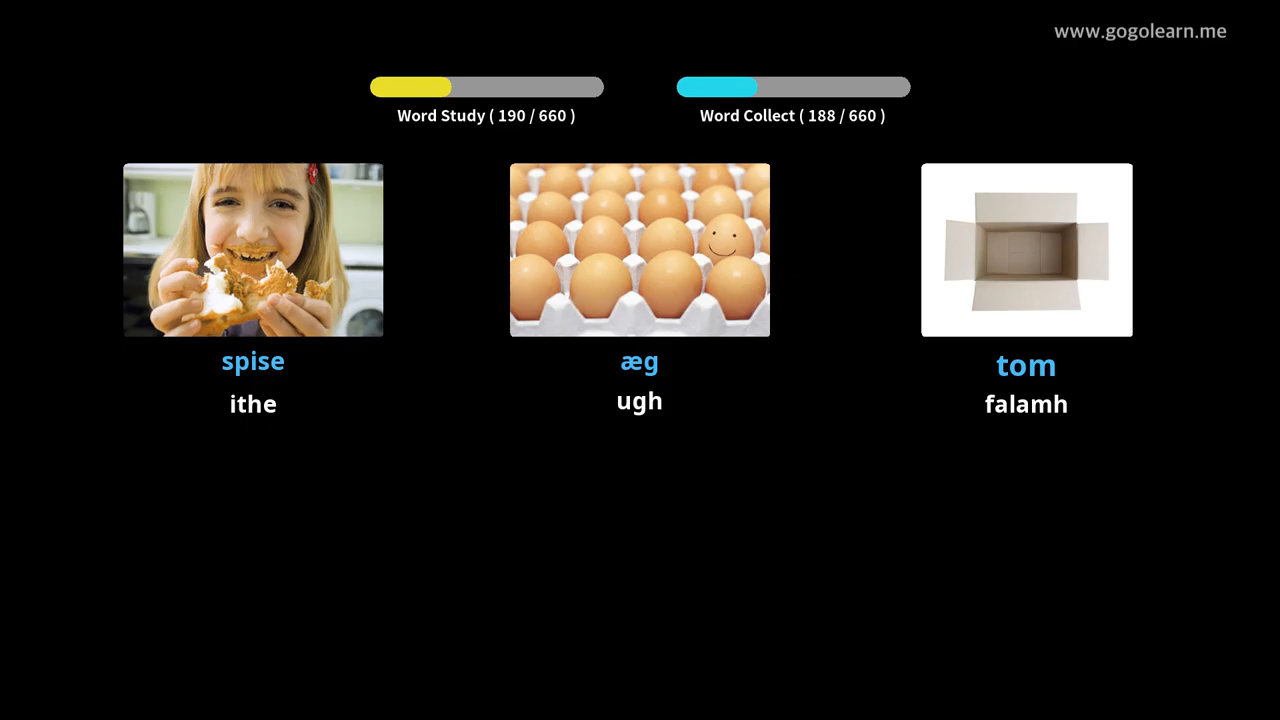 www.gogolearn.me
Word Study ( 190 / 660 )
Word Collect ( 188 / 660 )
spise
æg
tom
ithe
ugh
falamh